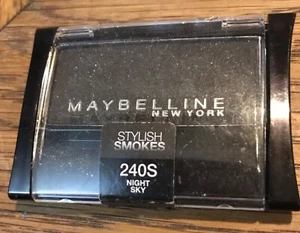 MAYBELLINE
NEW YORK
STYLISH
SMOKES
240S
NIGHT
SKY